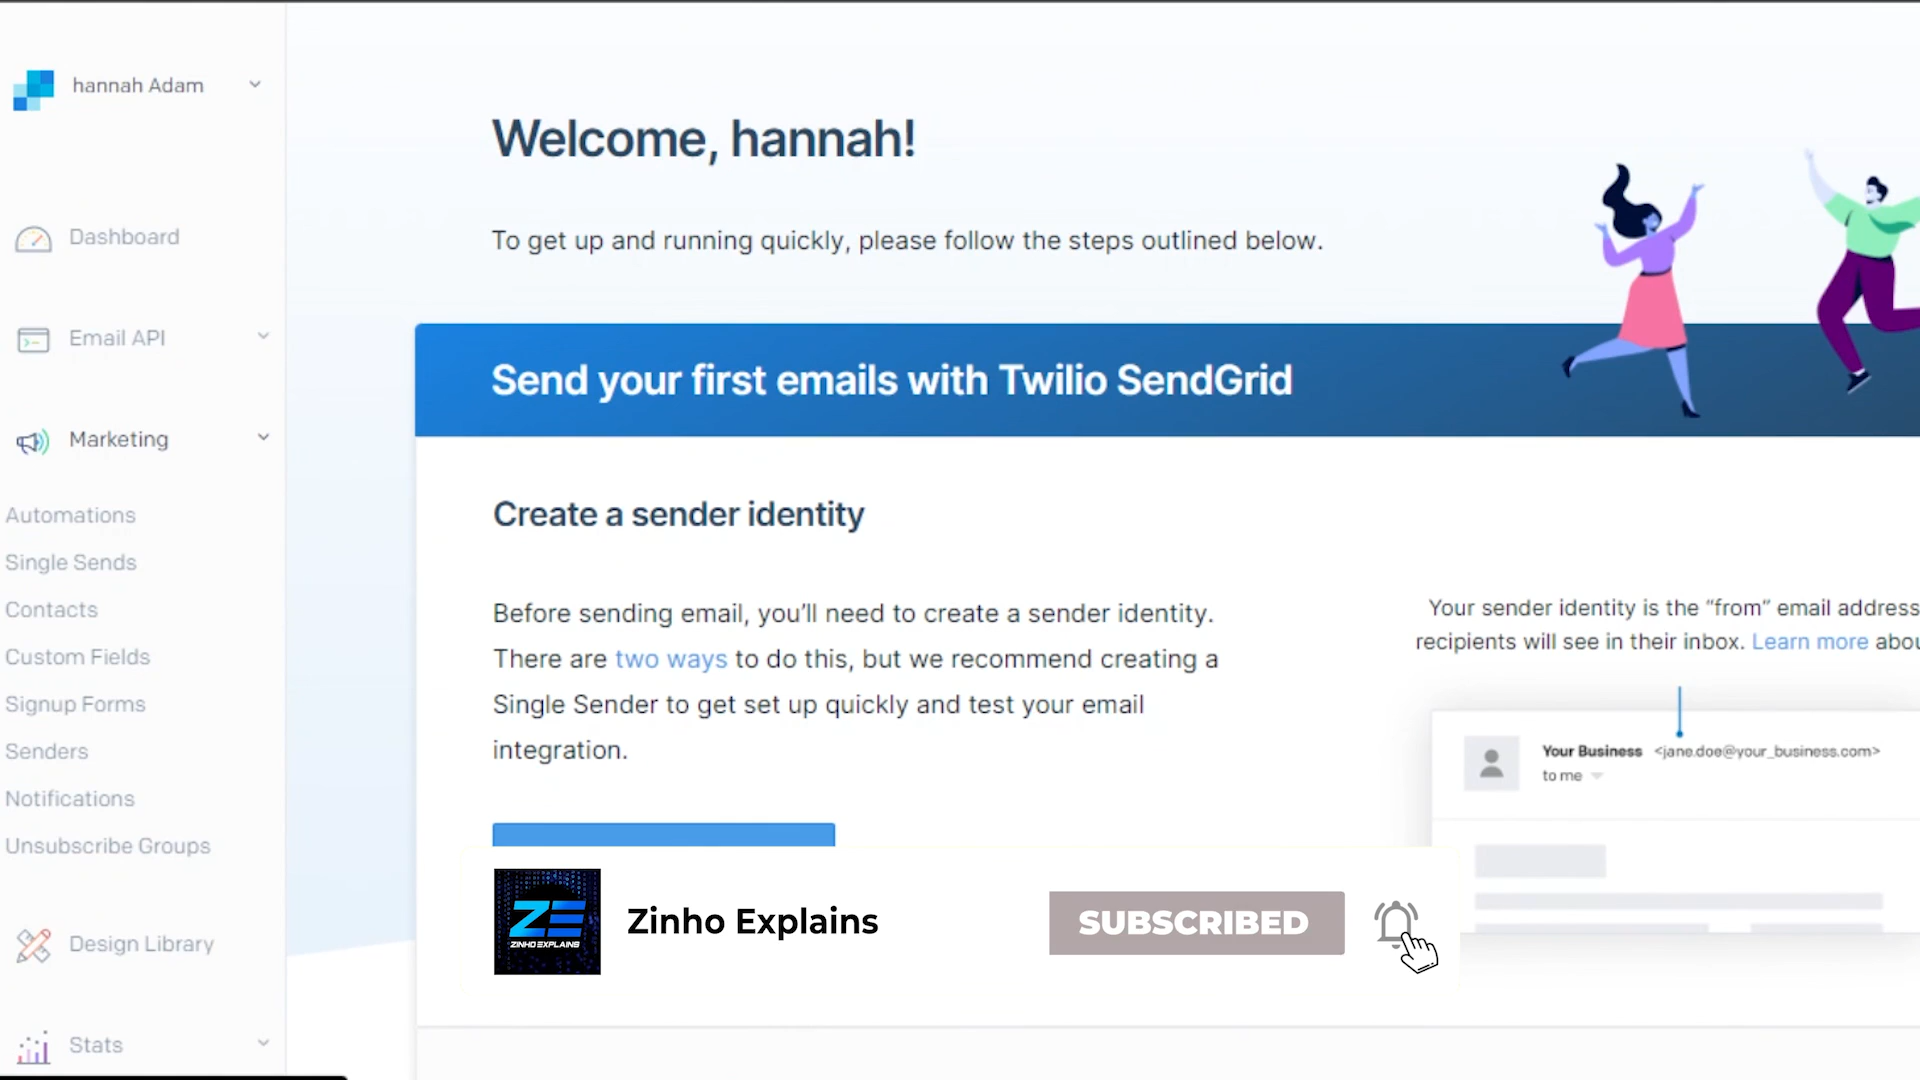 hannah Adam
Dashboard
Email API
Marketing
Automations
Single Sends
Contacts
Custom Fields
Signup Forms
Senders
Notifications
Unsubscribe Groups
Design Library
Stats
Welcome, hannah!
To get up and running quickly, please follow the steps outlined below.
Send your first emails with Twilio SendGrid
Create a sender identity
Before sending email, you’ll need to create a sender identity.
There are two ways to do this, but we recommend creating a
Single Sender to get set up quickly and test your email
integration.
Your sender identity is the “from” email address
recipients will see in their inbox. Learn more abou
Your Business <jane.doe@your_business.com>
to me
ZE
ZINHO EXPLAINS
Zinho Explains
SUBSCRIBED